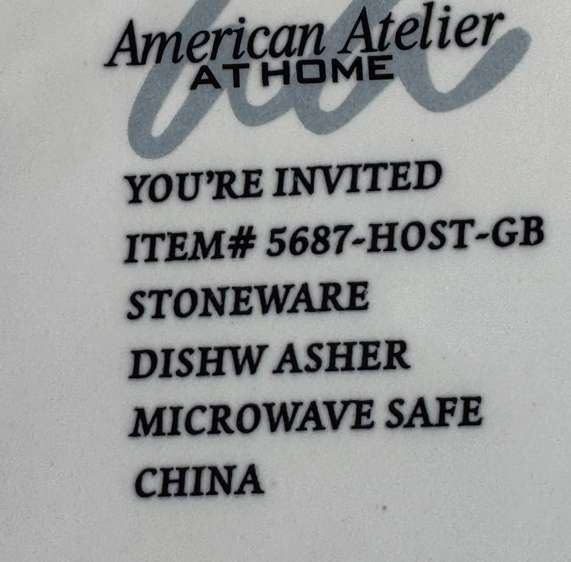 American Atelier
AT HOME
YOU'RE INVITED
ITEM# 5687-HOST-GB
STONEWARE
DISHW ASHER
MICROWAVE SAFE
CHINA